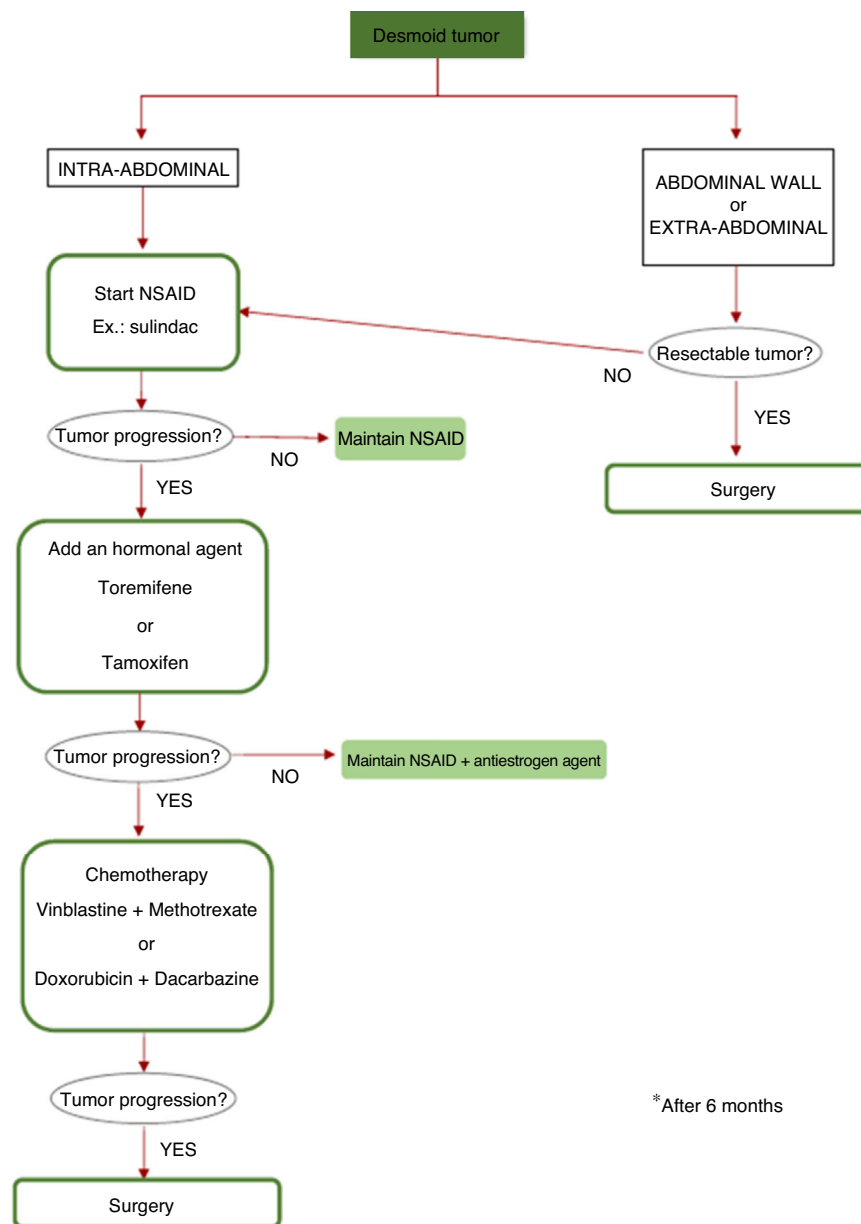 Desmoid tumor
INTRA-ABDOMINAL
ABDOMINAL WALL
or
EXTRA-ABDOMINAL
Start NSAID
Ex.: sulindac
Resectable tumor?
NO
YES
Tumor progression?
Maintain NSAID
NO
YES
Surgery
Add an hormonal agent
Toremifene
or
Tamoxifen
Tumor progression?
Maintain NSAID + antiestrogen agent
NO
YES
Chemotherapy
Vinblastine + Methotrexate
or
Doxorubicin + Dacarbazine
Tumor progression?
*After 6 months
YES
Surgery